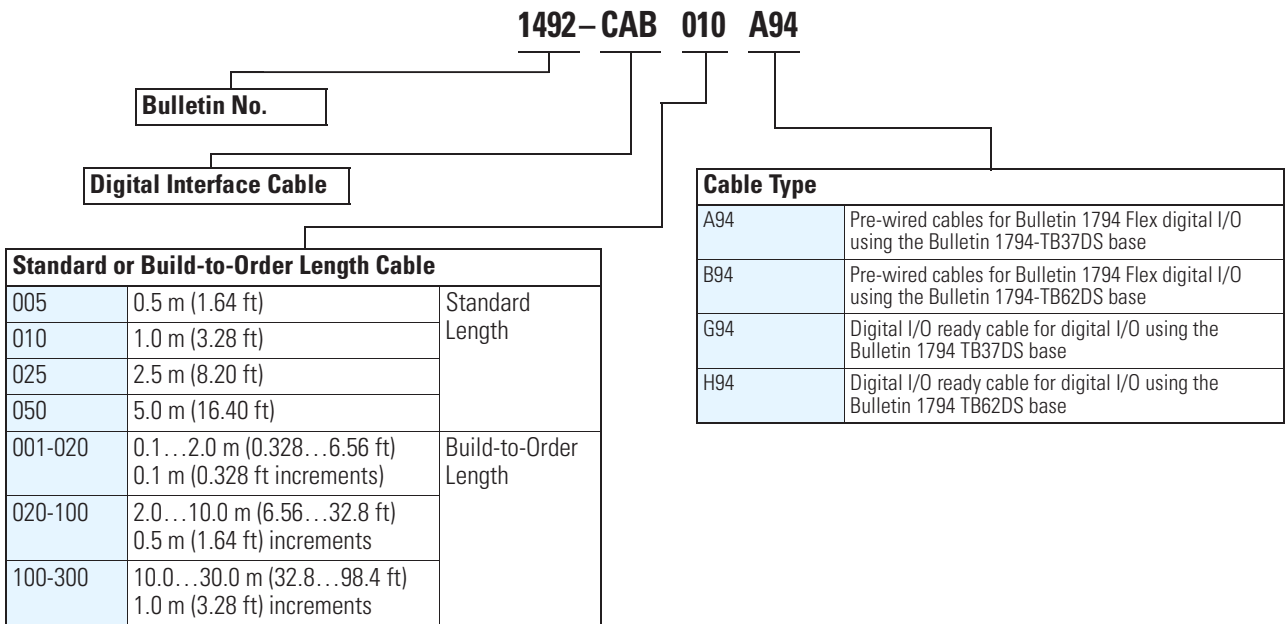 1492–CAB 010 A94
Bulletin No.
Digital Interface Cable
Standard or Build-to-Order Length Cable
005 0.5 m (1.64 ft) Standard Length
010 1.0 m (3.28 ft)
025 2.5 m (8.20 ft)
050 5.0 m (16.40 ft)
001-020 0.1…2.0 m (0.328…6.56 ft) Build-to-Order Length
0.1 m (0.328 ft increments)
020-100 2.0…10.0 m (6.56…32.8 ft)
0.5 m (1.64 ft) increments
100-300 10.0…30.0 m (32.8…98.4 ft)
1.0 m (3.28 ft) increments
Cable Type
A94 Pre-wired cables for Bulletin 1794 Flex digital I/O
using the Bulletin 1794-TB37DS base
B94 Pre-wired cables for Bulletin 1794 Flex digital I/O
using the Bulletin 1794-TB62DS base
G94 Digital I/O ready cable for digital I/O using the
Bulletin 1794 TB37DS base
H94 Digital I/O ready cable for digital I/O using the
Bulletin 1794 TB62DS base